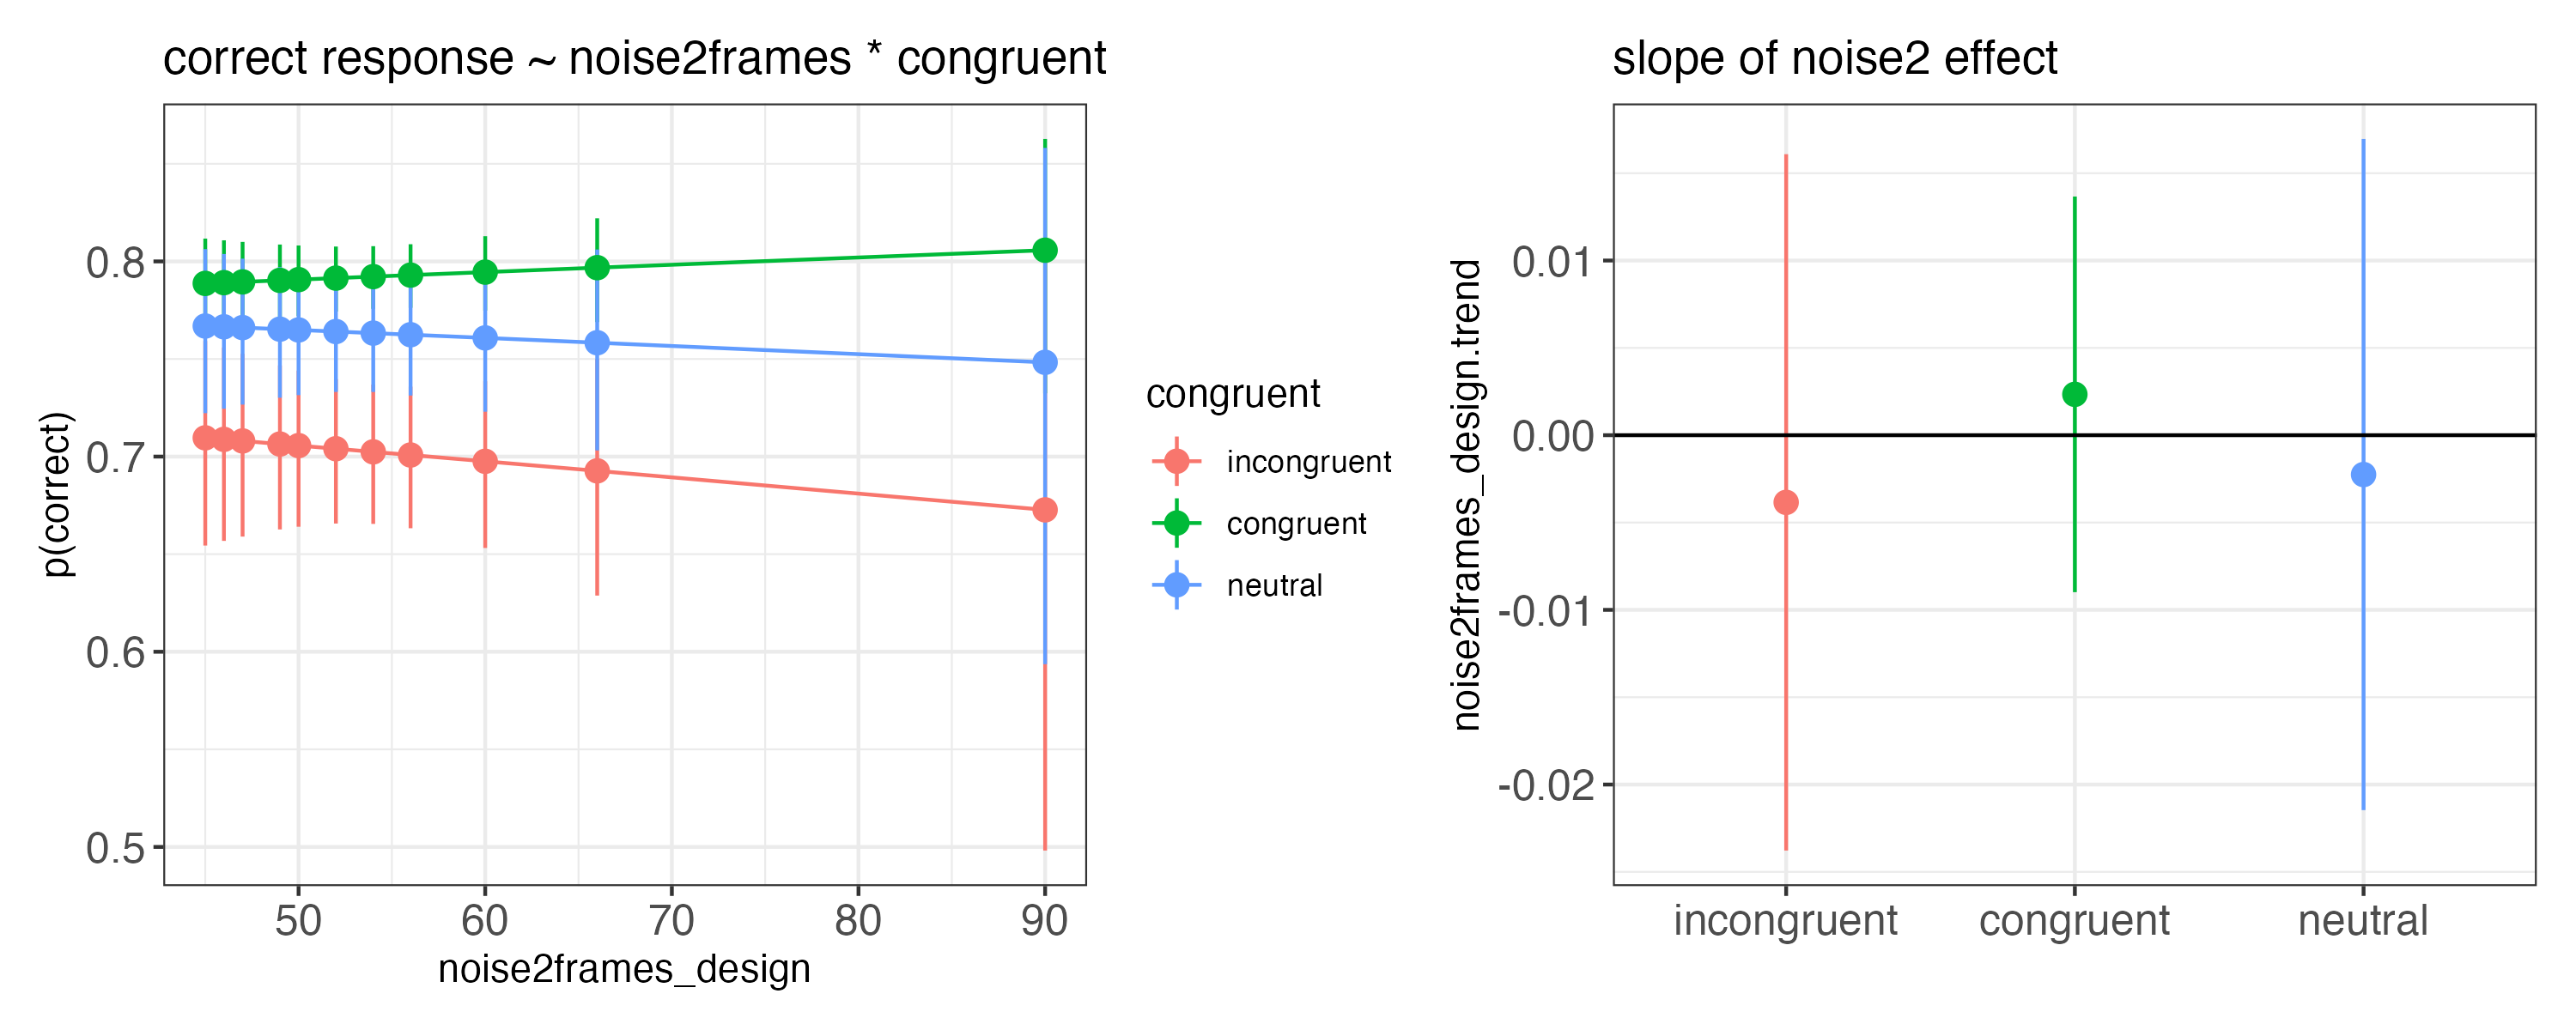 correct response ~ noise2frames * congruent
p(correct)
0.8
0.7
0.6
0.5
50 60 70 80 90
noise2frames_design
congruent
incongruent
congruent
neutral
slope of noise2 effect
noise2frames_design.trend
0.01
0.00
-0.01
-0.02
incongruent congruent neutral